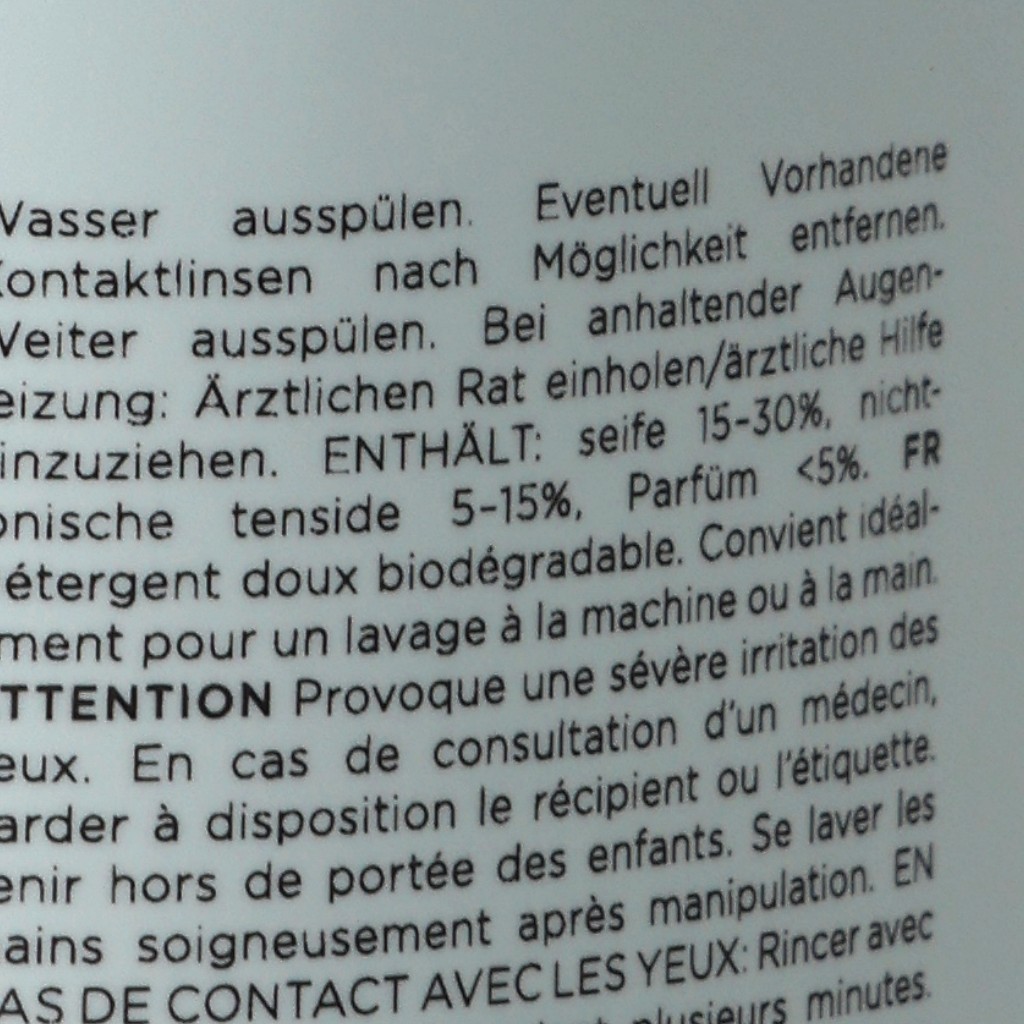 Wasser ausspülen. Eventuell Vorhandene
Kontaktlinsen nach Möglichkeit entfernen.
Weiter ausspülen. Bei anhaltender Augen-
eizung: Ärztlichen Rat einholen/ärztliche Hilfe
inzuziehen. ENTHÄLT: seife 15-30%, nicht-
onische tenside 5-15%, Parfüm <5%. FR
étergent doux biodégradable. Convient idéal-
ment pour un lavage à la machine ou à la main.
TTENTION Provoque une sévère irritation des
eux. En cas de consultation d'un médecin,
arder à disposition le récipient ou l'étiquette.
enir hors de portée des enfants. Se laver les
ains soigneusement après manipulation. EN
AS DE CONTACT AVEC LES YEUX: Rincer avec
plusieurs minutes.